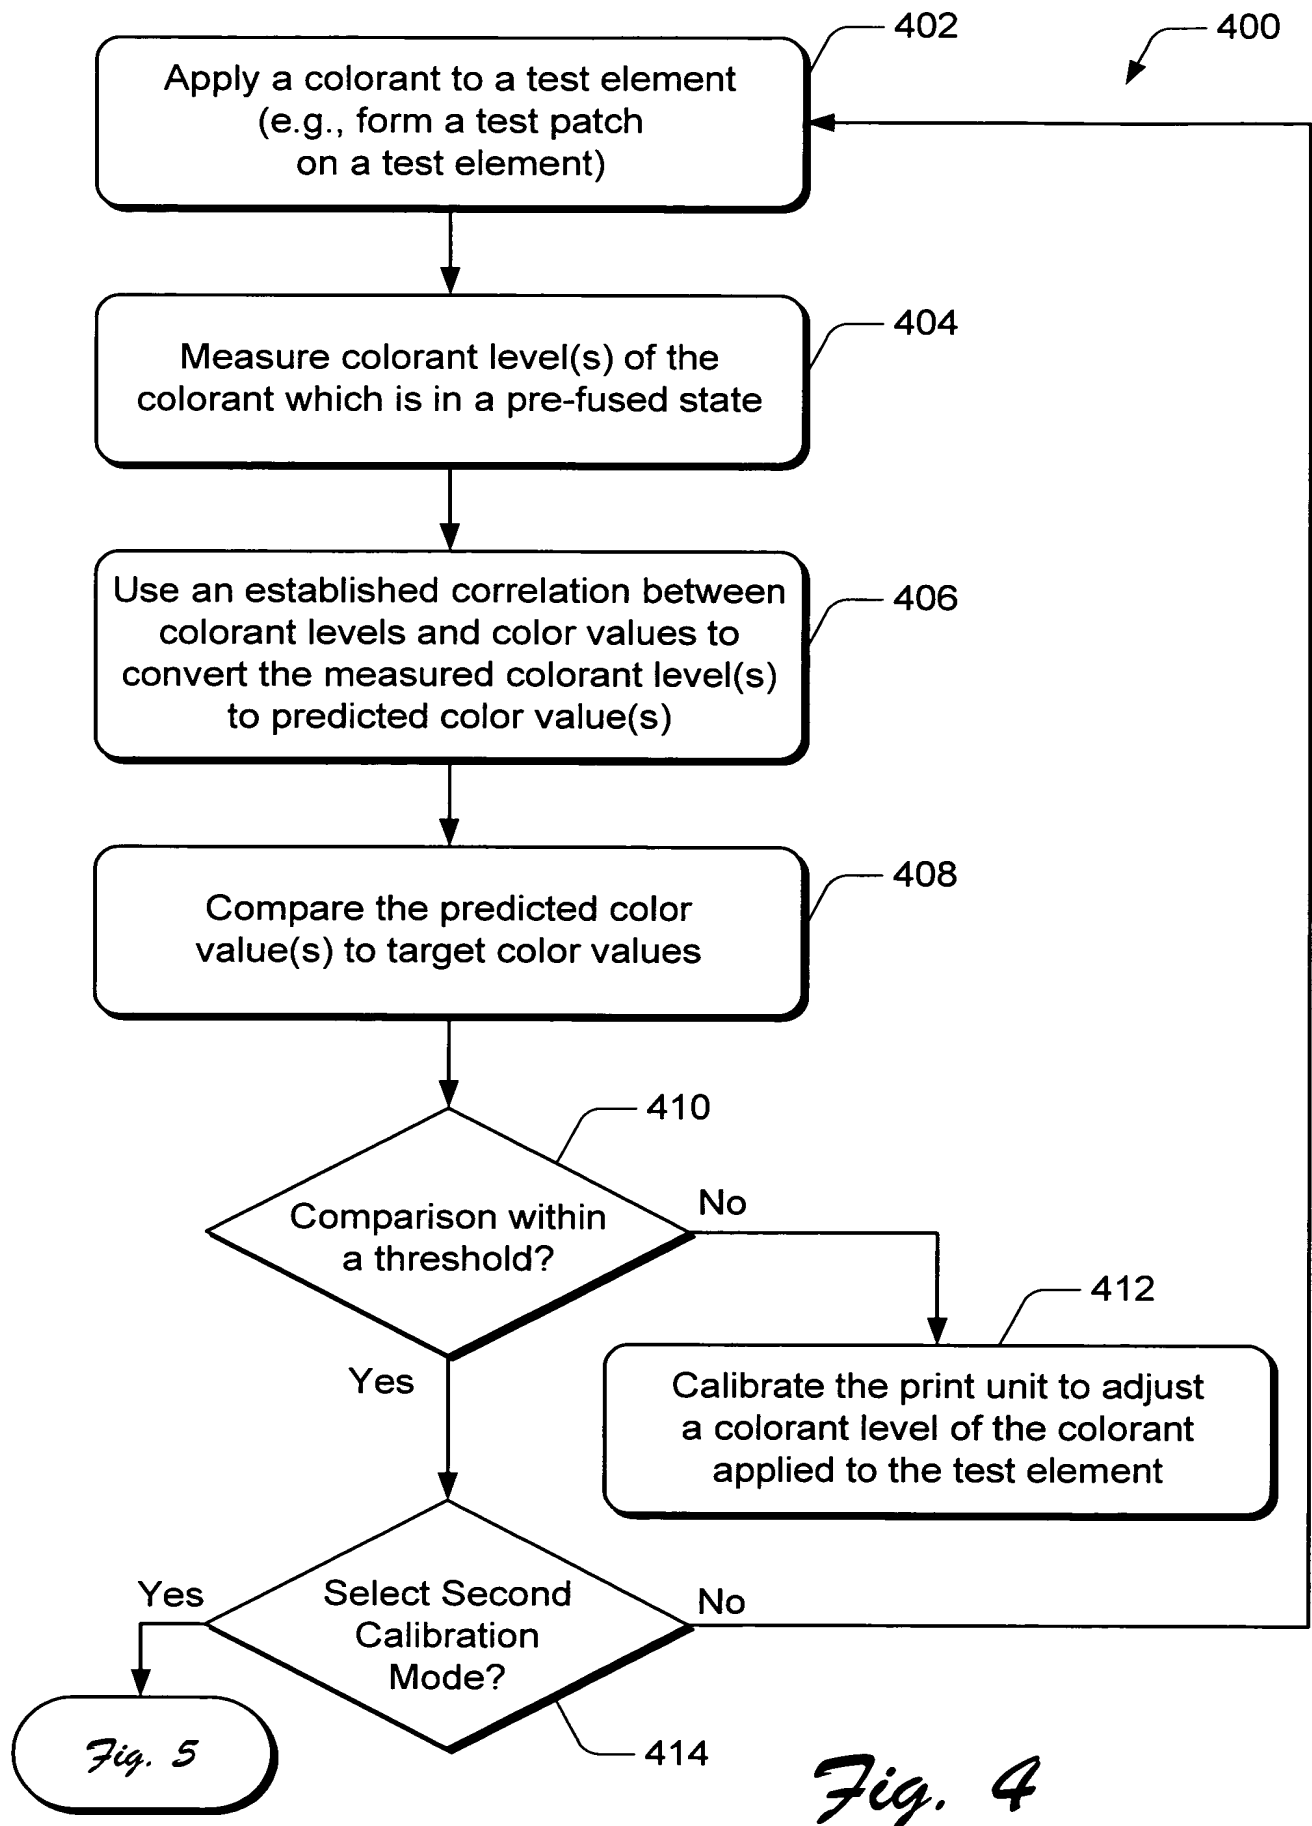 402
400
Apply a colorant to a test element
(e.g., form a test patch
on a test element)
404
Measure colorant level(s) of the
colorant which is in a pre-fused state
406
Use an established correlation between
colorant levels and color values to
convert the measured colorant level(s)
to predicted color value(s)
408
Compare the predicted color
value(s) to target color values
410
Comparison within
a threshold?
No
412
Yes
Calibrate the print unit to adjust
a colorant level of the colorant
applied to the test element
Yes
Select Second
Calibration
Mode?
No
Fig. 5
414
Fig. 4